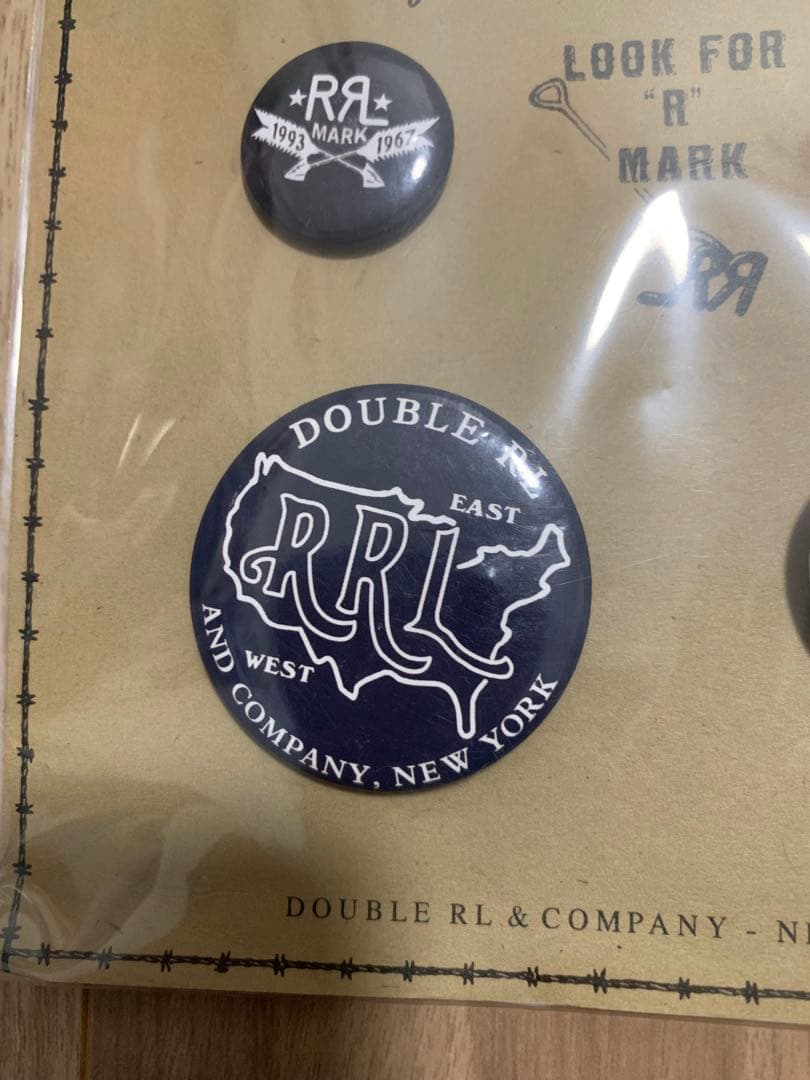 RRL
MARK
1993 1967
LOOK FOR
"R"
MARK
RR
DOUBLE RL
EAST
RRL
WEST
AND COMPANY, NEW YORK
DOUBLE RL & COMPANY -